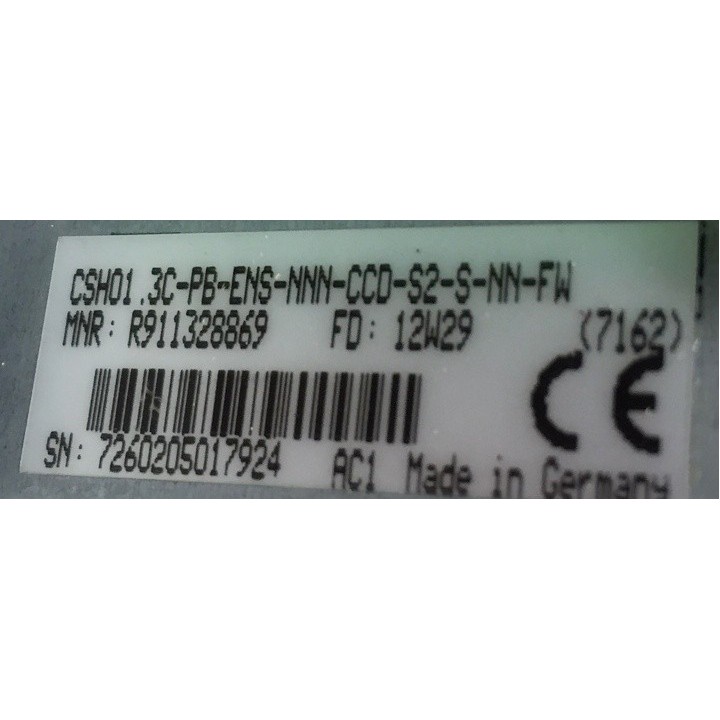 CSH01.3C-PB-ENS-NNN-CCD-S2-S-NN-FW
MNR: R911328869 FD: 12W29 (7162)
CE
SN: 7260205017924 AC1 Made in Germany